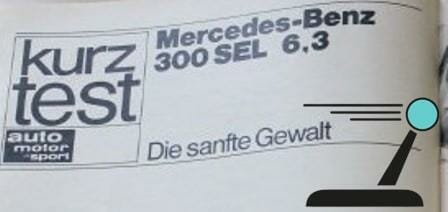 kurz
test
auto
motor
sport
Mercedes-Benz
300 SEL 6,3
Die sanfte Gewalt